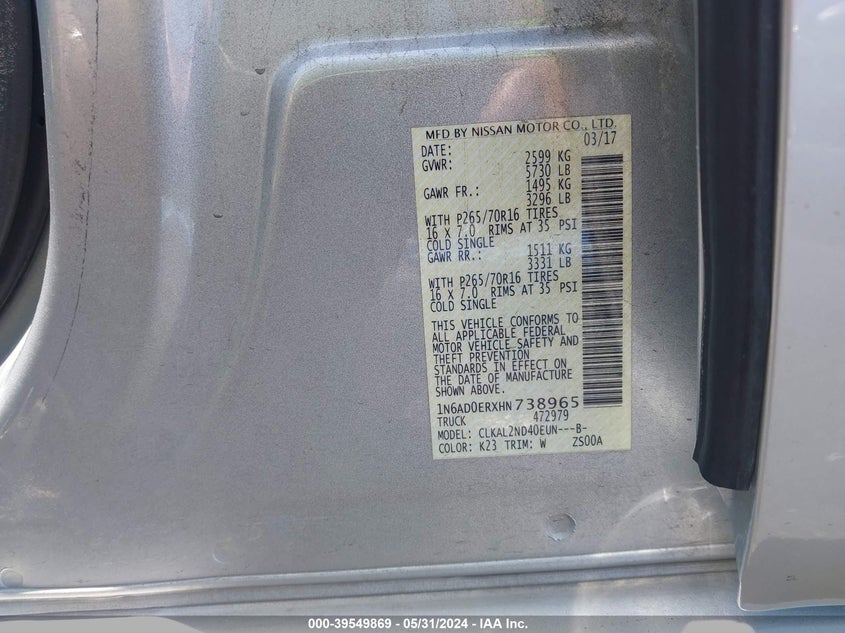 MFD BY NISSAN MOTOR CO., LTD.
DATE: 03/17
GVWR: 2599 KG
5730 LB
GAWR FR.: 1495 KG
3296 LB
WITH P265/70R16 TIRES
16 X 7.0 RIMS AT 35 PSI
COLD SINGLE
GAWR RR.: 1511 KG
3331 LB
WITH P265/70R16 TIRES
16 X 7.0 RIMS AT 35 PSI
COLD SINGLE
THIS VEHICLE CONFORMS TO
ALL APPLICABLE FEDERAL
MOTOR VEHICLE SAFETY AND
THEFT PREVENTION
STANDARDS IN EFFECT ON
THE DATE OF MANUFACTURE
SHOWN ABOVE.
1N6AD0ERXHN738965
TRUCK 472979
MODEL: CLKAL2ND40EUN---B-
COLOR: K23 TRIM: W ZS00A
000-39549869 - 05/31/2024 - IAA Inc.